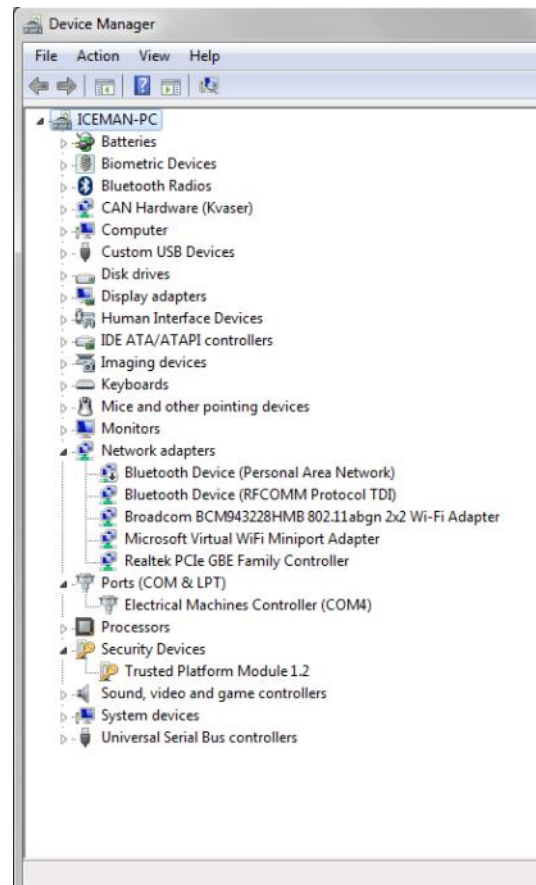 Device Manager
File Action View Help
ICEMAN-PC
Batteries
Biometric Devices
Bluetooth Radios
CAN Hardware (Kvaser)
Computer
Custom USB Devices
Disk drives
Display adapters
Human Interface Devices
IDE ATA/ATAPI controllers
Imaging devices
Keyboards
Mice and other pointing devices
Monitors
Network adapters
Bluetooth Device (Personal Area Network)
Bluetooth Device (RFCOMM Protocol TDI)
Broadcom BCM943228HMB 802.11abgn 2x2 Wi-Fi Adapter
Microsoft Virtual WiFi Miniport Adapter
Realtek PCIe GBE Family Controller
Ports (COM & LPT)
Electrical Machines Controller (COM4)
Processors
Security Devices
Trusted Platform Module 1.2
Sound, video and game controllers
System devices
Universal Serial Bus controllers